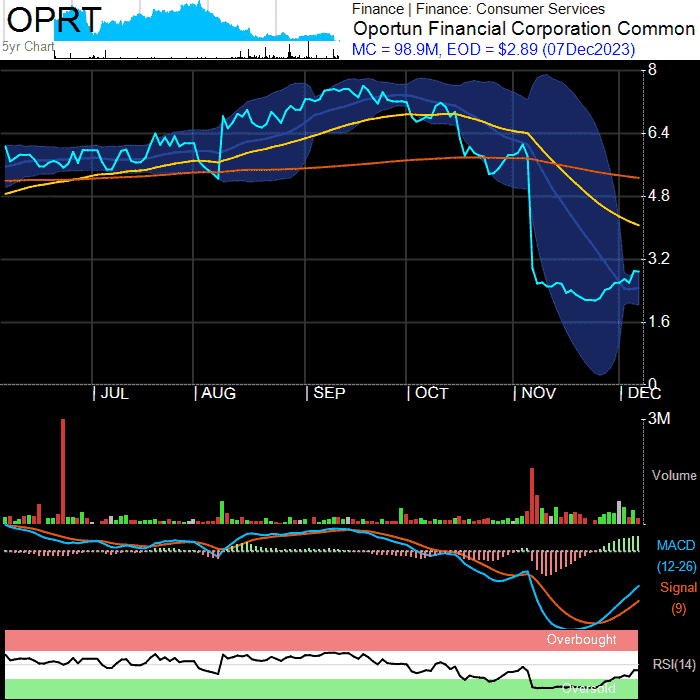 OPRT
5yr Chart
Finance | Finance: Consumer Services
Oportun Financial Corporation Common
MC = 98.9M, EOD = $2.89 (07Dec2023)
8
6.4
4.8
3.2
1.6
0
JUL
AUG
SEP
OCT
NOV
DEC
3M
Volume
MACD
(12-26)
Signal
(9)
Overbought
RSI(14)
Oversold